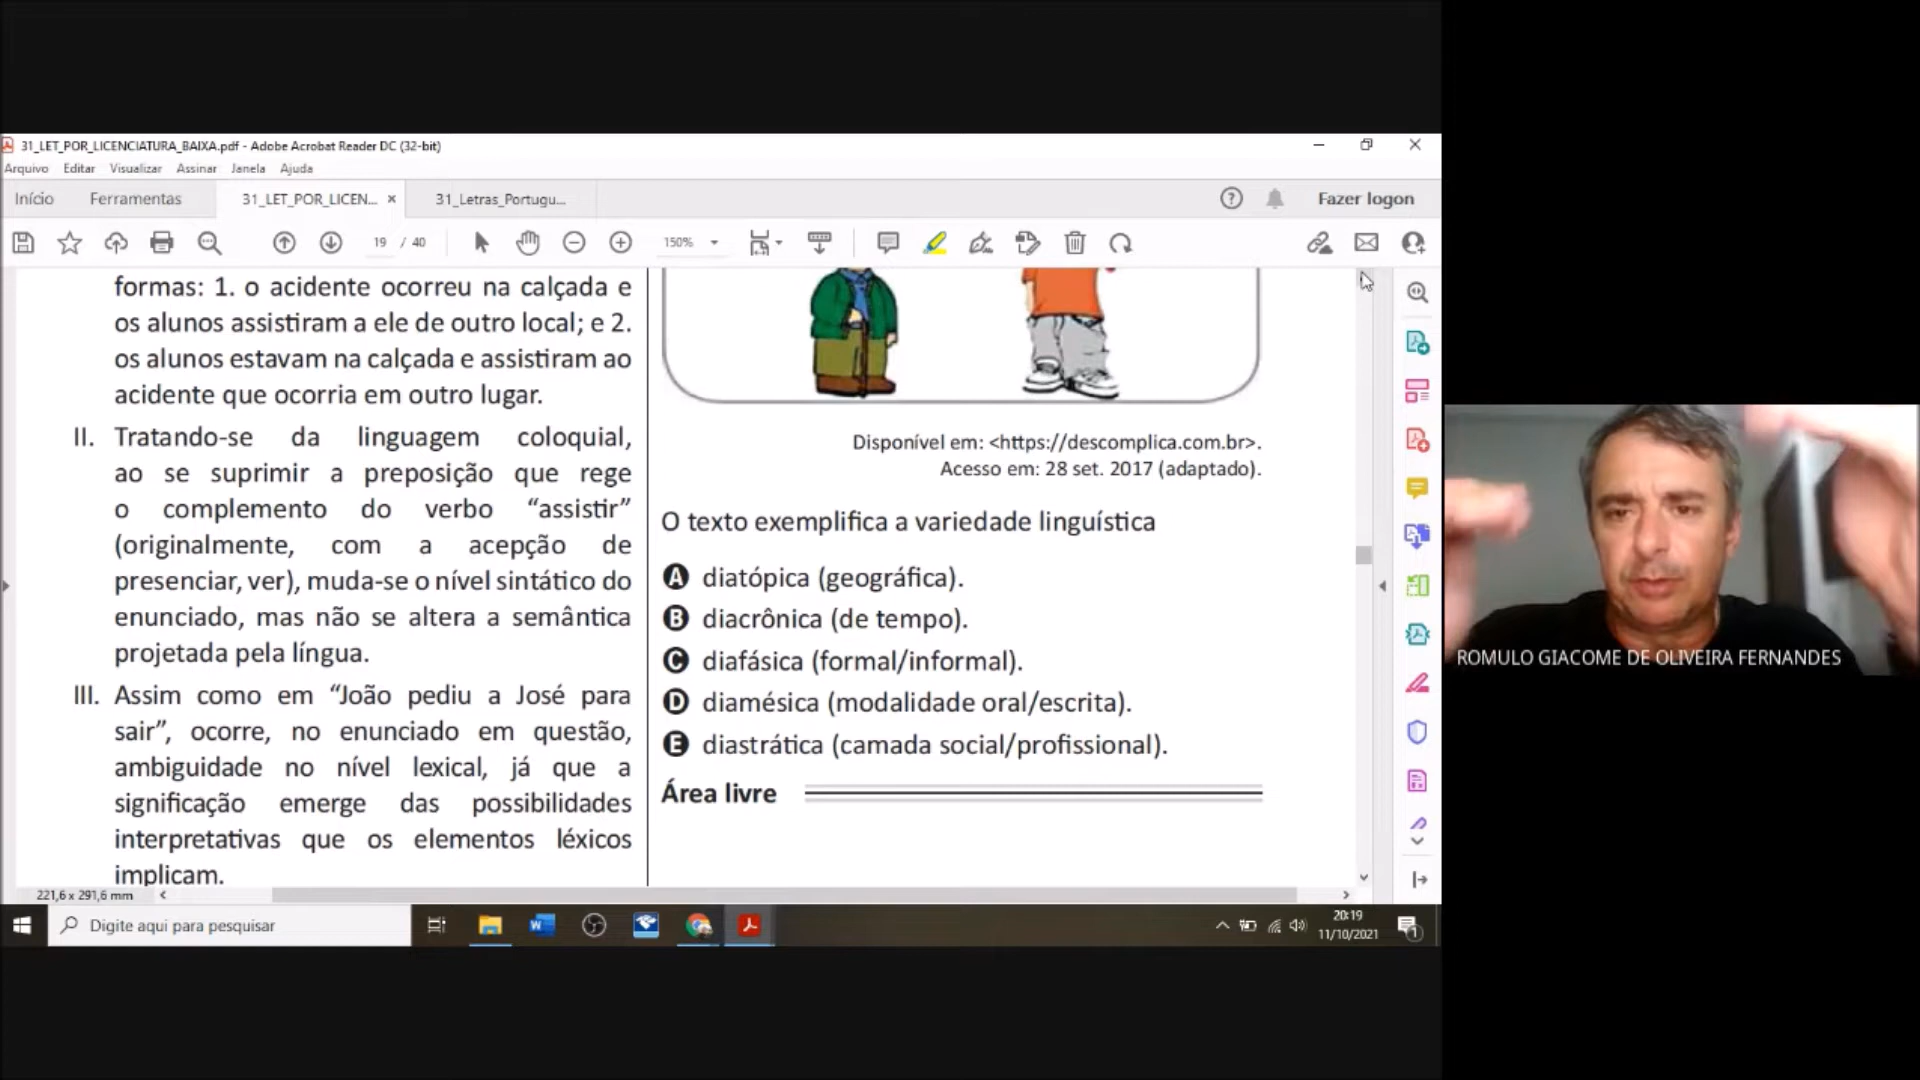 31_LET_POR_LICENCIATURA_BAIXA.pdf - Adobe Acrobat Reader DC (32-bit)
Arquivo Editar Visualizar Assinar Janela Ajuda
Início Ferramentas 31_LET_POR_LICEN... × 31_Letras_Portugu... Fazer logon
19 / 40 150%
formas: 1. o acidente ocorreu na calçada e
os alunos assistiram a ele de outro local; e 2.
os alunos estavam na calçada e assistiram ao
acidente que ocorria em outro lugar.
II. Tratando-se da linguagem coloquial,
ao se suprimir a preposição que rege
o complemento do verbo “assistir”
(originalmente, com a acepção de
presenciar, ver), muda-se o nível sintático do
enunciado, mas não se altera a semântica
projetada pela língua.
III. Assim como em “João pediu a José para
sair”, ocorre, no enunciado em questão,
ambiguidade no nível lexical, já que a
significação emerge das possibilidades
interpretativas que os elementos léxicos
implicam.
Disponível em: <https://descomplica.com.br>.
Acesso em: 28 set. 2017 (adaptado).
O texto exemplifica a variedade linguística
A diatópica (geográfica).
B diacrônica (de tempo).
C diafásica (formal/informal).
D diamésica (modalidade oral/escrita).
E diastrática (camada social/profissional).
Área livre
221,6 x 291,6 mm
Digite aqui para pesquisar
20:19
11/10/2021
1
ROMULO GIACOME DE OLIVEIRA FERNANDES